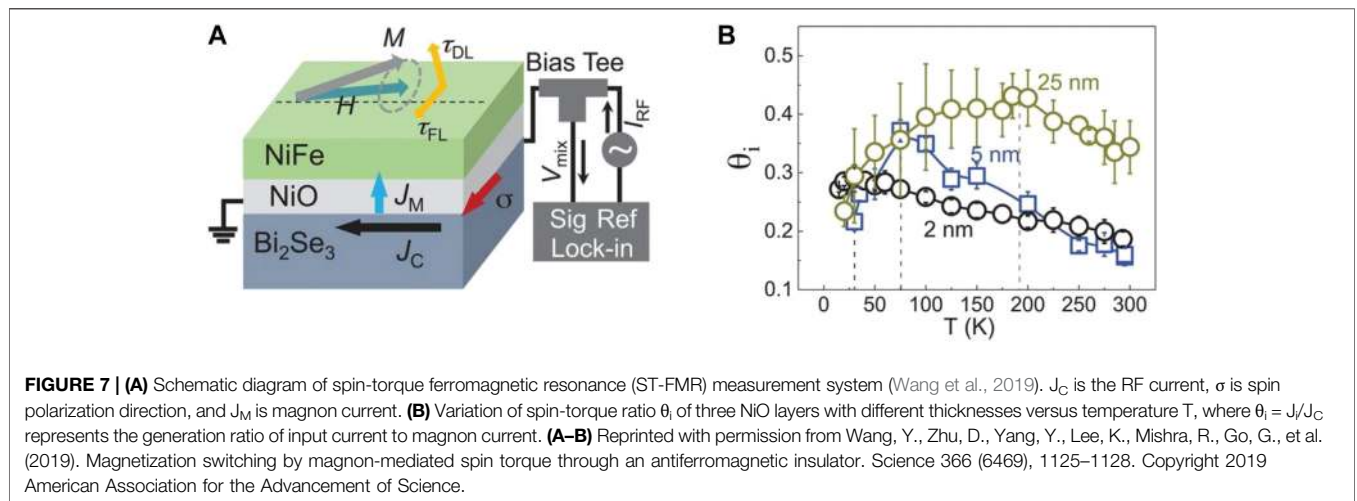 A
M
τDL
H
τFL
NiFe
NiO
JM
σ
Bi2Se3
JC
Bias Tee
Vmix
IRF
Sig Ref
Lock-in
B
θi
0.5
0.4
0.3
0.2
0.1
25 nm
5 nm
2 nm
0 50 100 150 200 250 300
T (K)
FIGURE 7 | (A) Schematic diagram of spin-torque ferromagnetic resonance (ST-FMR) measurement system (Wang et al., 2019). JC is the RF current, σ is spin
polarization direction, and JM is magnon current. (B) Variation of spin-torque ratio θi of three NiO layers with different thicknesses versus temperature T, where θi = Ji/JC
represents the generation ratio of input current to magnon current. (A–B) Reprinted with permission from Wang, Y., Zhu, D., Yang, Y., Lee, K., Mishra, R., Go, G., et al.
(2019). Magnetization switching by magnon-mediated spin torque through an antiferromagnetic insulator. Science 366 (6469), 1125–1128. Copyright 2019
American Association for the Advancement of Science.